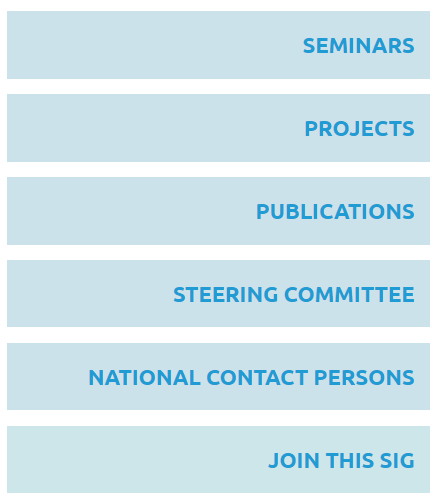 SEMINARS
PROJECTS
PUBLICATIONS
STEERING COMMITTEE
NATIONAL CONTACT PERSONS
JOIN THIS SIG